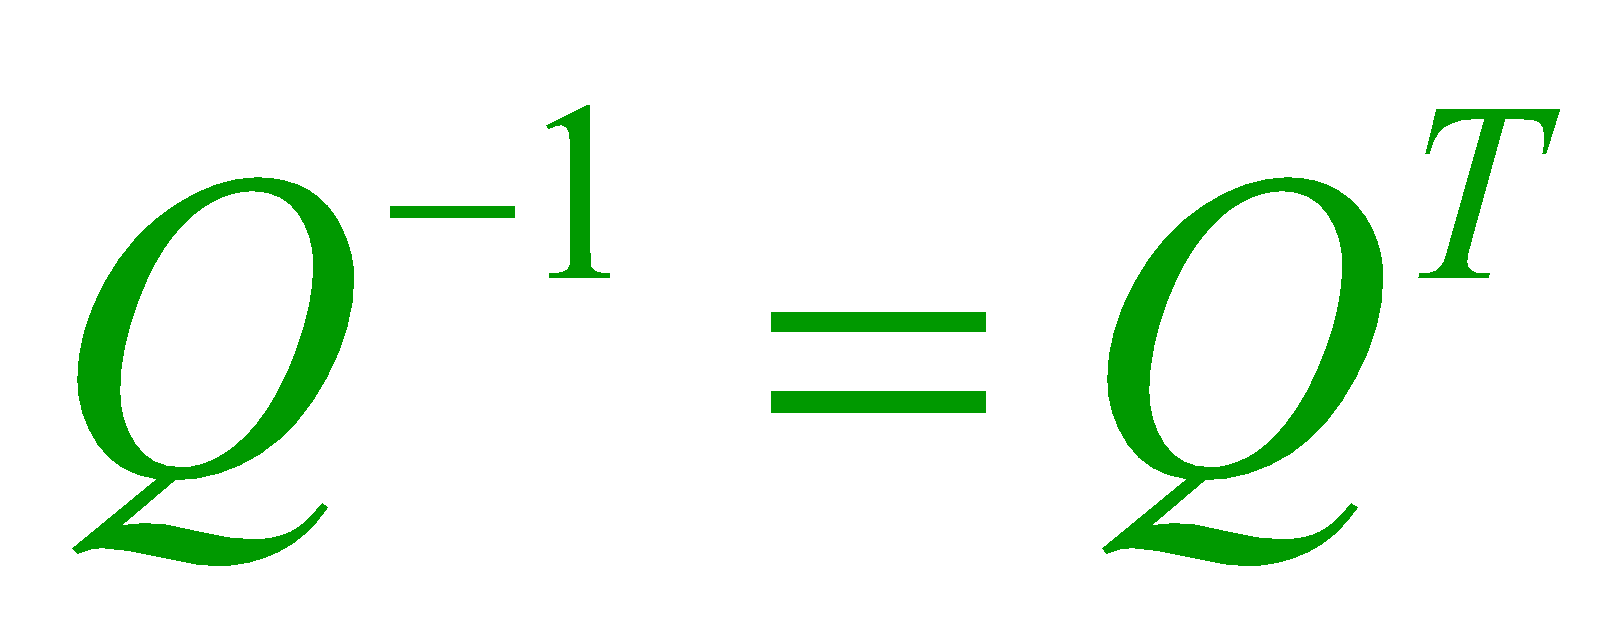 Q⁻¹ = Qᵀ